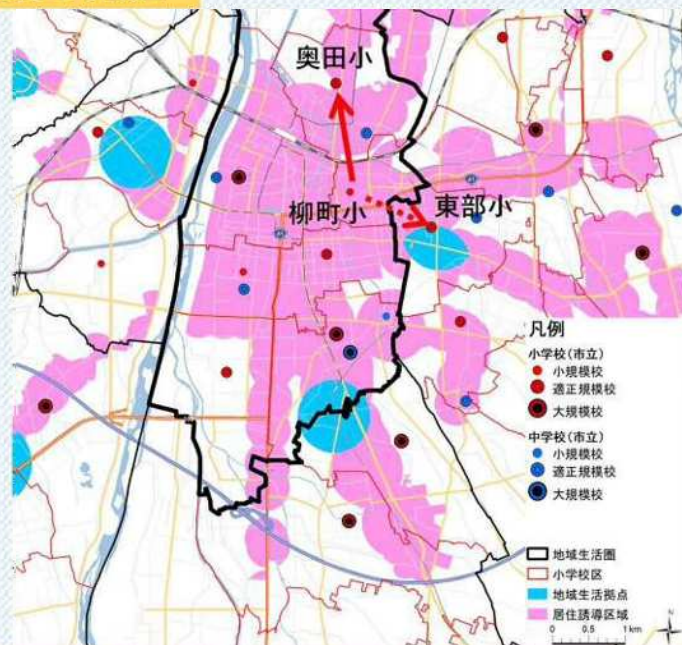 奥田小
柳町小
東部小
凡例
小学校(市立)
小規模校
適正規模校
大規模校
中学校(市立)
小規模校
適正規模校
大規模校
地域生活圏
小学校区
地域生活拠点
居住誘導区域
0 0.5 1 km
N